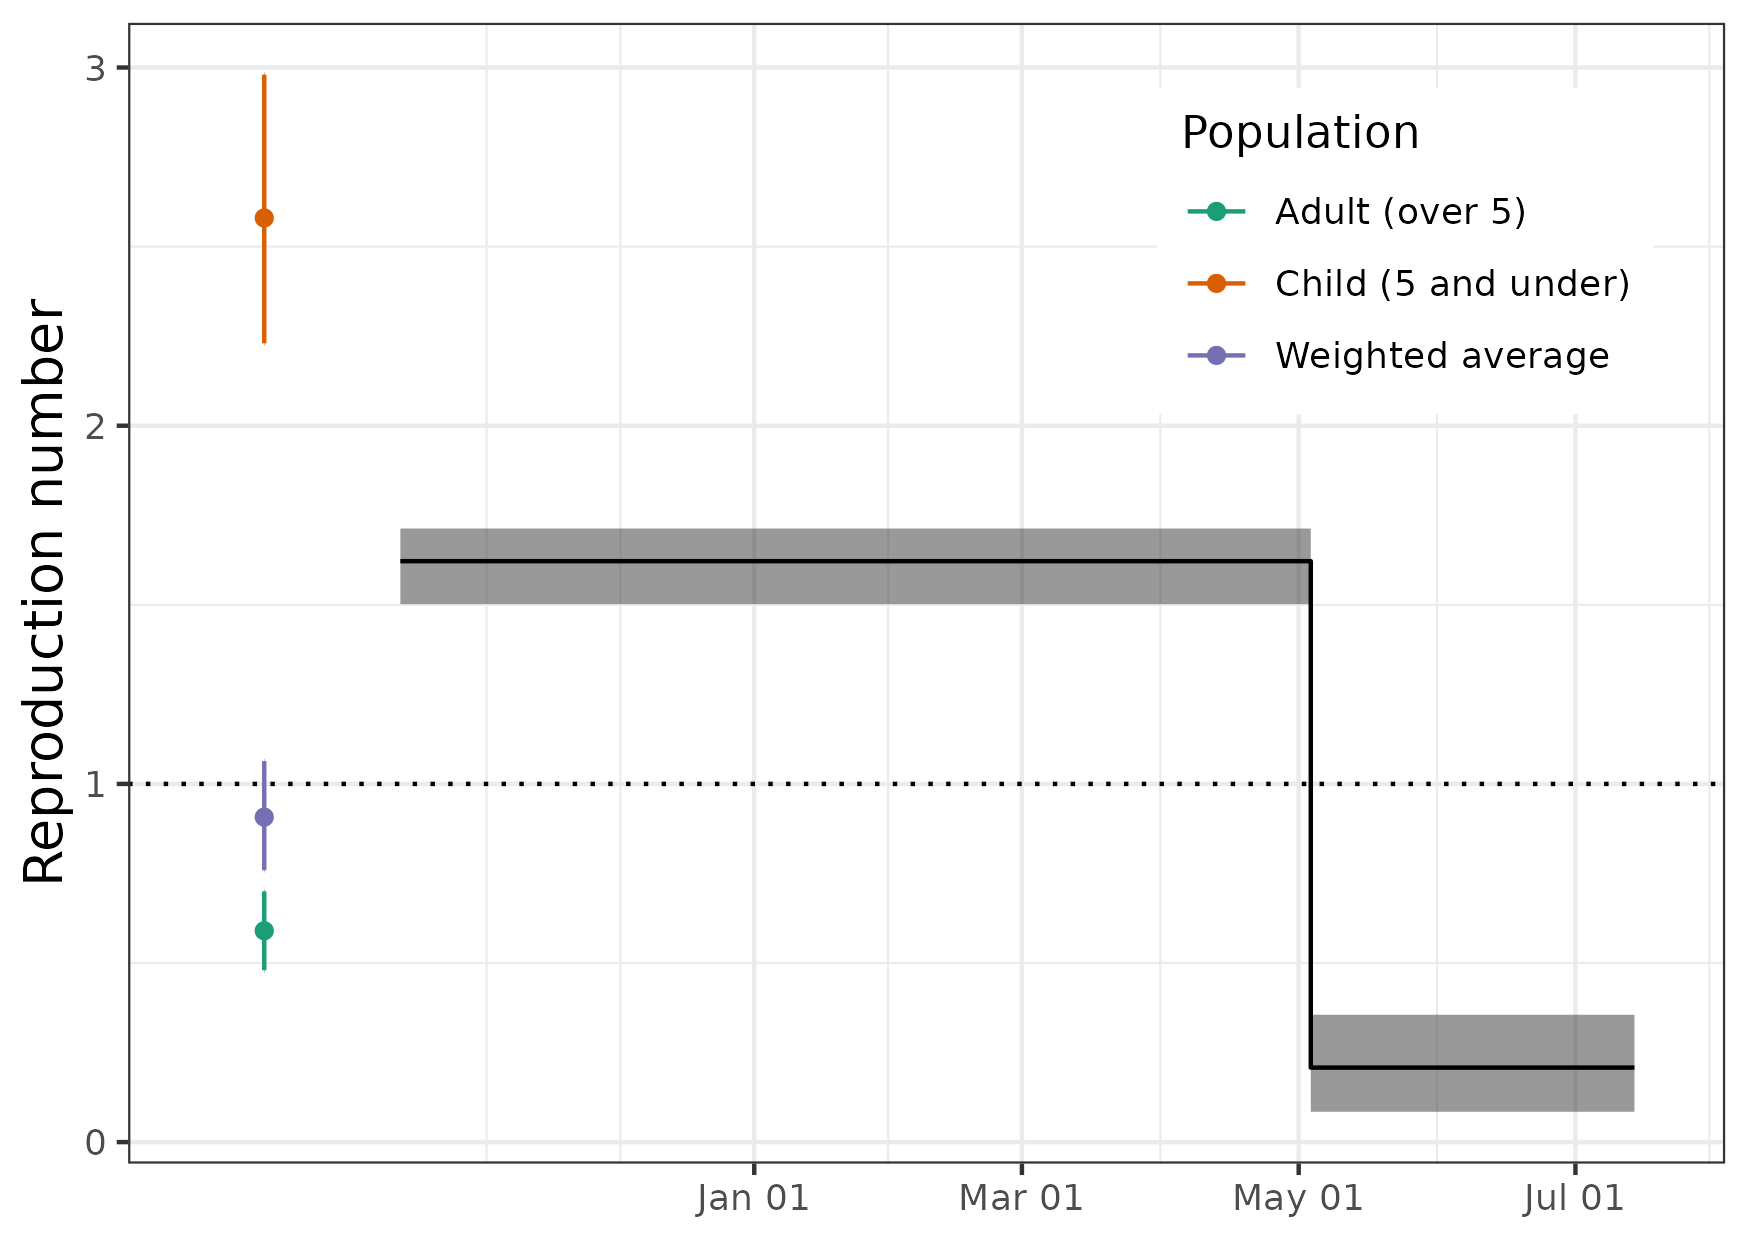 Reproduction number
3
2
1
0
Population
Adult (over 5)
Child (5 and under)
Weighted average
Jan 01
Mar 01
May 01
Jul 01